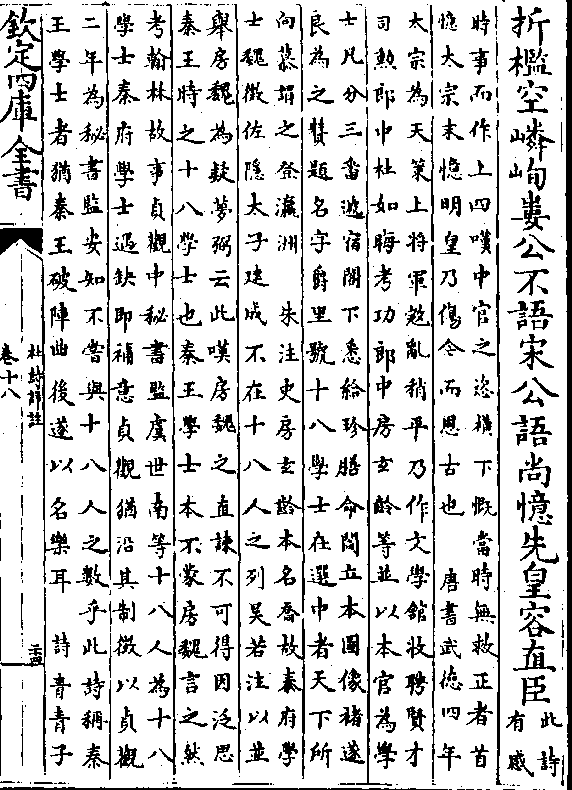 折檻空嶙峋婁公不語宋公語尚憶先皇容直臣此詩
有感
時事而作上四嘆中官之恣橫下慨當時無救正者首
憶太宗末憶明皇乃傷今而思古也　唐書武德四年
太宗為天策上將軍冦亂稍平乃作文學館收聘賢才
司勲郎中杜如晦考功郎中房玄齡等並以本官為學
士凡分三番遞宿閣下悉給珍膳命閻立本圖像禇遂
良為之贊題名字爵里號十八學士在選中者天下所
向慕謂之登瀛洲　朱注史房玄齡本名喬故秦府學
士魏徵佐隱太子建成不在十八人之列吴若注以並
舉房魏為疑夢弼云此嘆房魏之直諫不可得因泛思
秦王時之十八學士也秦王學士本不蒙房魏言之然
考翰林故事貞觀中秘書監虞世南等十八人為十八
學士秦府學士遇缺即補意貞觀猶沿其制徵以貞觀
二年為秘書監安知不嘗與十八人之數乎此詩稱秦
王學士者猶秦王破陣曲後遂以名樂耳　詩青青子
欽定四庫全書
杜詩詳註
卷十八